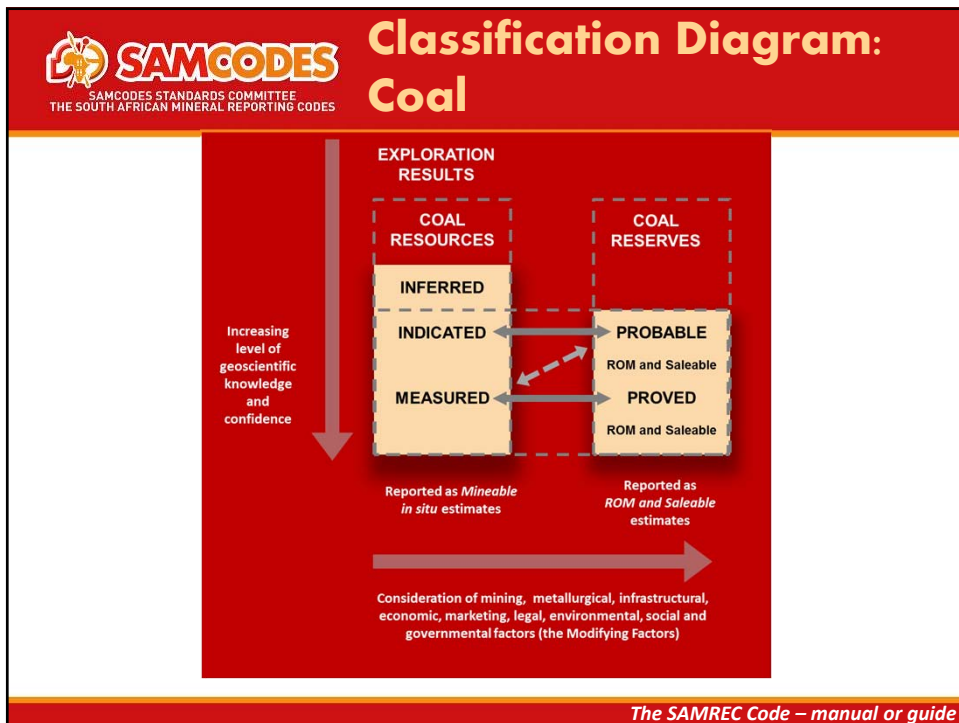 SAMCODES
SAMCODES STANDARDS COMMITTEE
THE SOUTH AFRICAN MINERAL REPORTING CODES
Classification Diagram:
Coal
EXPLORATION
RESULTS
COAL
RESOURCES
COAL
RESERVES
INFERRED
INDICATED
PROBABLE
ROM and Saleable
MEASURED
PROVED
ROM and Saleable
Increasing
level of
geoscientific
knowledge
and
confidence
Reported as Mineable
in situ estimates
Reported as
ROM and Saleable
estimates
Consideration of mining, metallurgical, infrastructural,
economic, marketing, legal, environmental, social and
governmental factors (the Modifying Factors)
The SAMREC Code – manual or guide